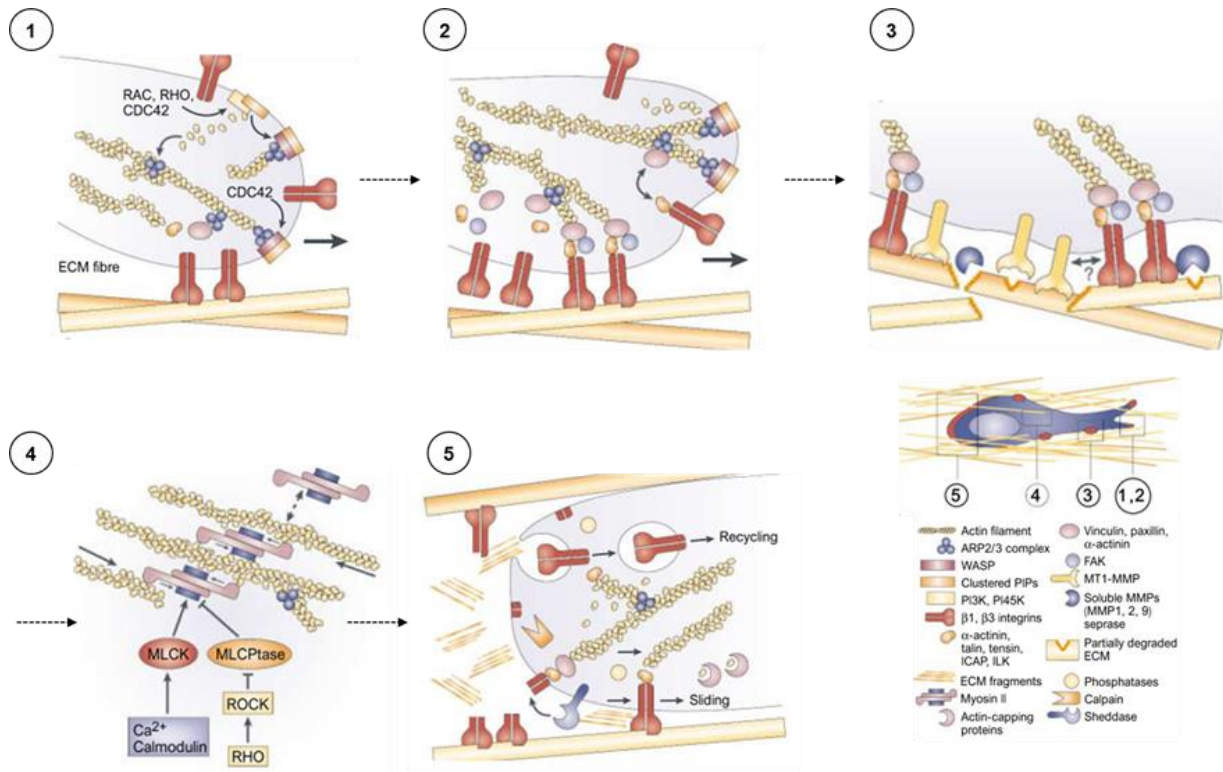 1
RAC, RHO,
CDC42
CDC42
ECM fibre
2
3
?
4
MLCK
MLCPtase
ROCK
Ca2+
Calmodulin
RHO
5
Recycling
Sliding
5
4
3
1,2
Actin filament
ARP2/3 complex
WASP
Clustered PIPs
PI3K, PI45K
β1, β3 integrins
α-actinin,
talin, tensin,
ICAP, ILK
ECM fragments
Myosin II
Actin-capping
proteins
Vinculin, paxillin,
α-actinin
FAK
MT1-MMP
Soluble MMPs
(MMP1, 2, 9)
seprase
Partially degraded
ECM
Phosphatases
Calpain
Sheddase